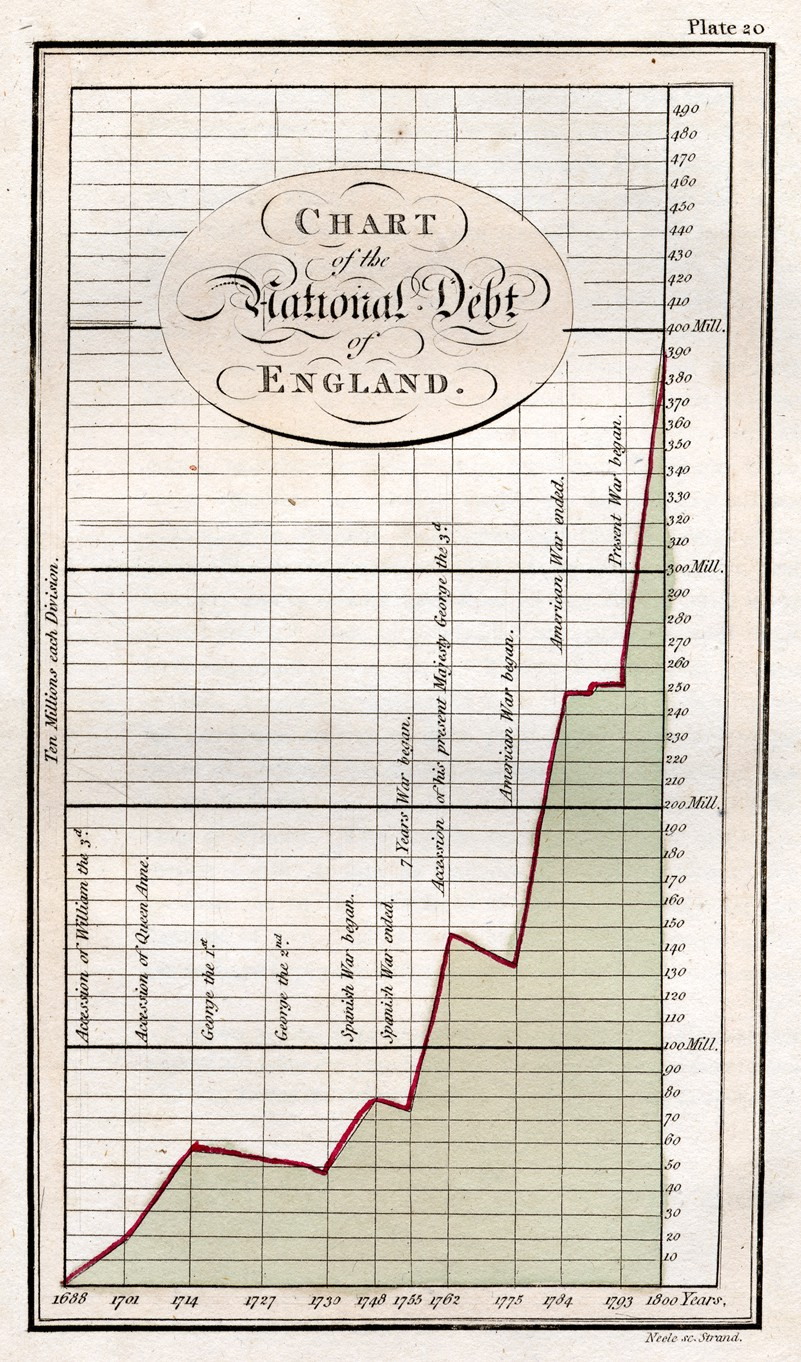 Plate 20
CHART
of the
National Debt
of
ENGLAND.
490
480
470
460
450
440
430
420
410
400 Mill.
390
380
370
360
350
340
330
320
310
300 Mill.
290
280
270
260
250
240
230
220
210
200 Mill.
190
180
170
160
150
140
130
120
110
100 Mill.
90
80
70
60
50
40
30
20
10
Ten Millions each Division.
Accession of William the 3d.
Accession of Queen Anne.
George the 1st.
George the 2nd.
Spanish War began.
Spanish War ended.
7 Years War began.
Accession of his present Majesty George the 3d.
American War began.
American War ended.
Present War began.
1688 1701 1714 1727 1730 1748 1755 1762 1775 1784 1793 1800 Years,
Neele sc. Strand.